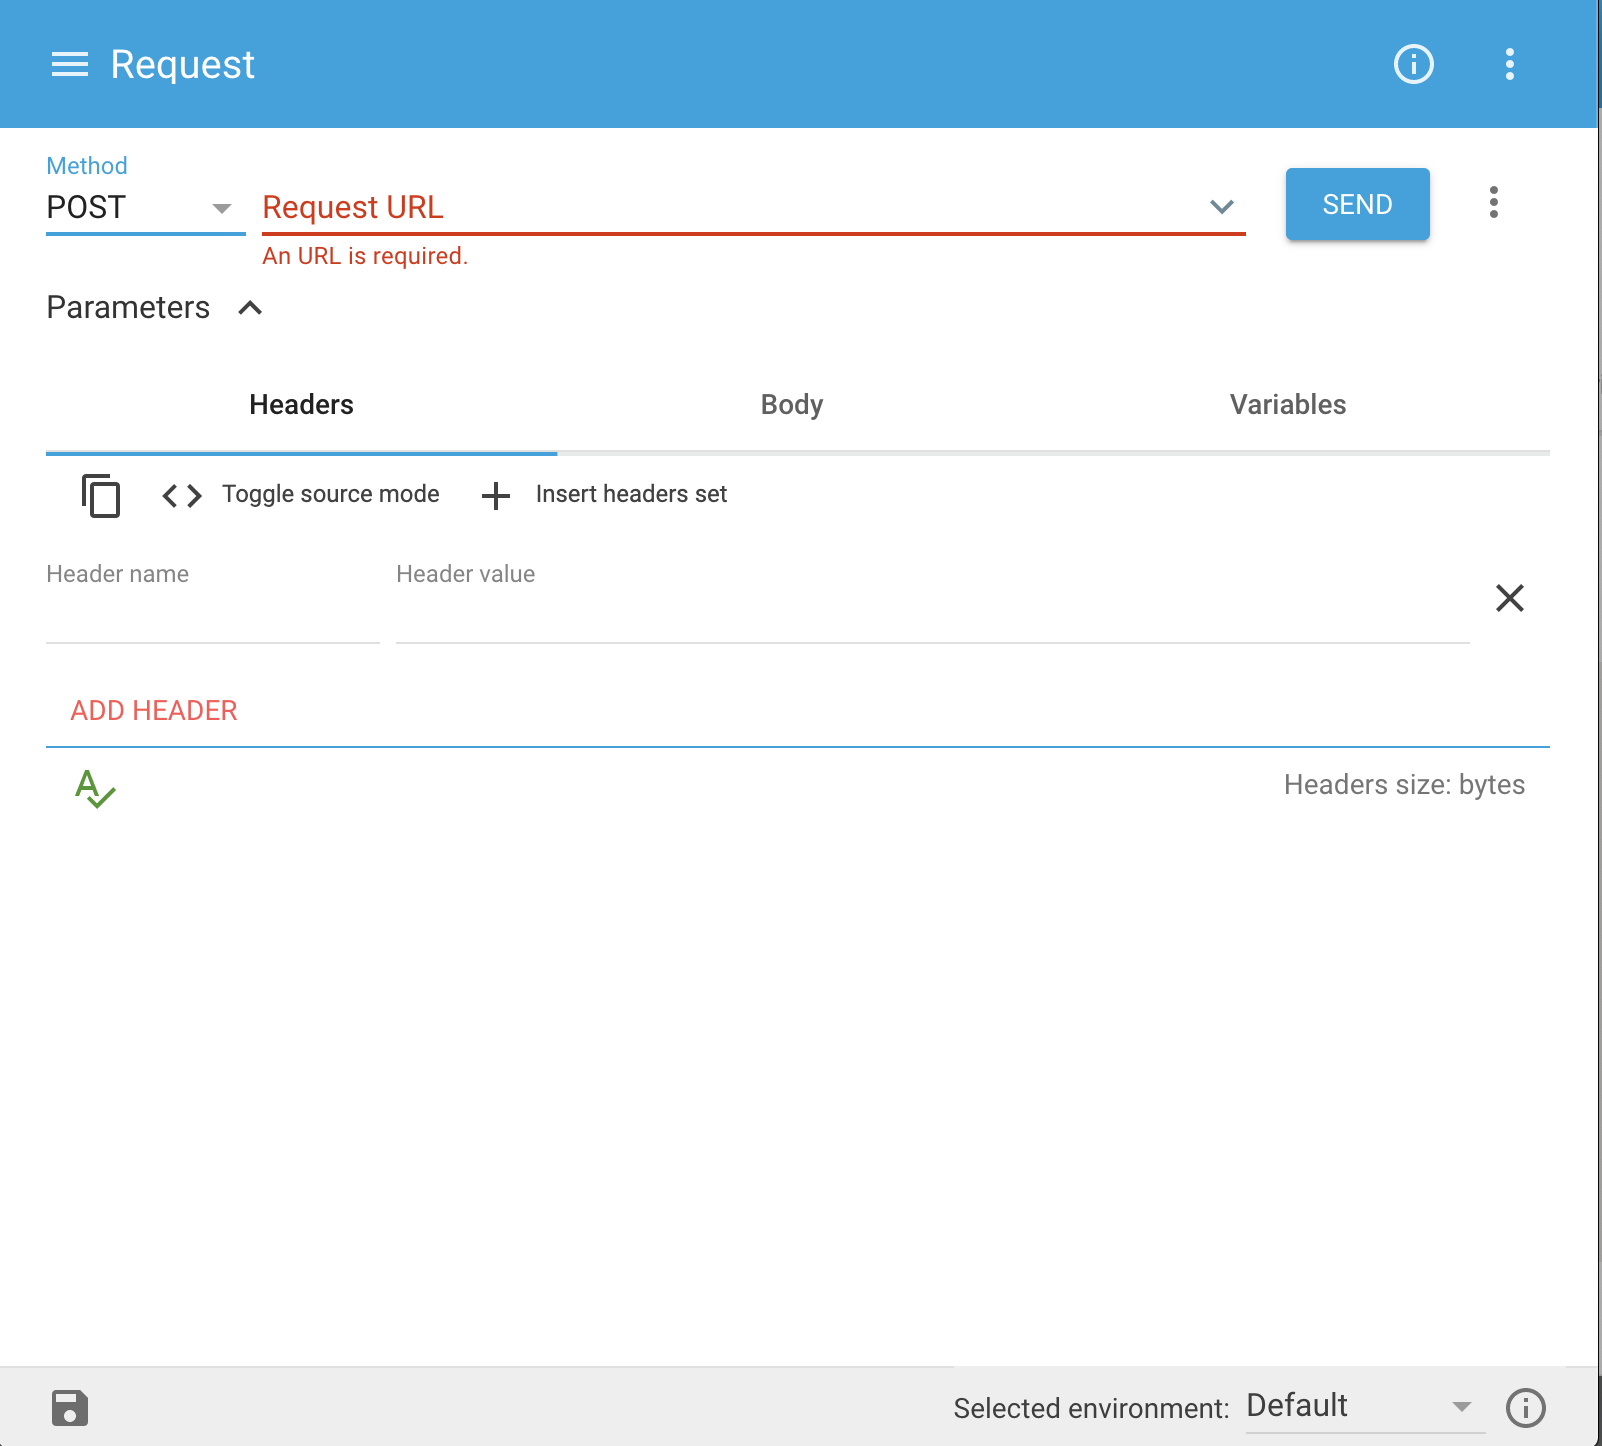 Request
Method
POST
Request URL
SEND
An URL is required.
Parameters
Headers Body Variables
Toggle source mode Insert headers set
Header name Header value
ADD HEADER
Headers size: bytes
Selected environment: Default